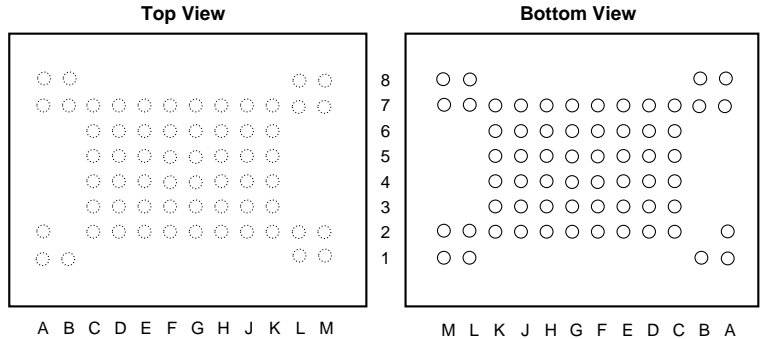 Top View
Bottom View
8
7
6
5
4
3
2
1
A B C D E F G H J K L M
M L K J H G F E D C B A